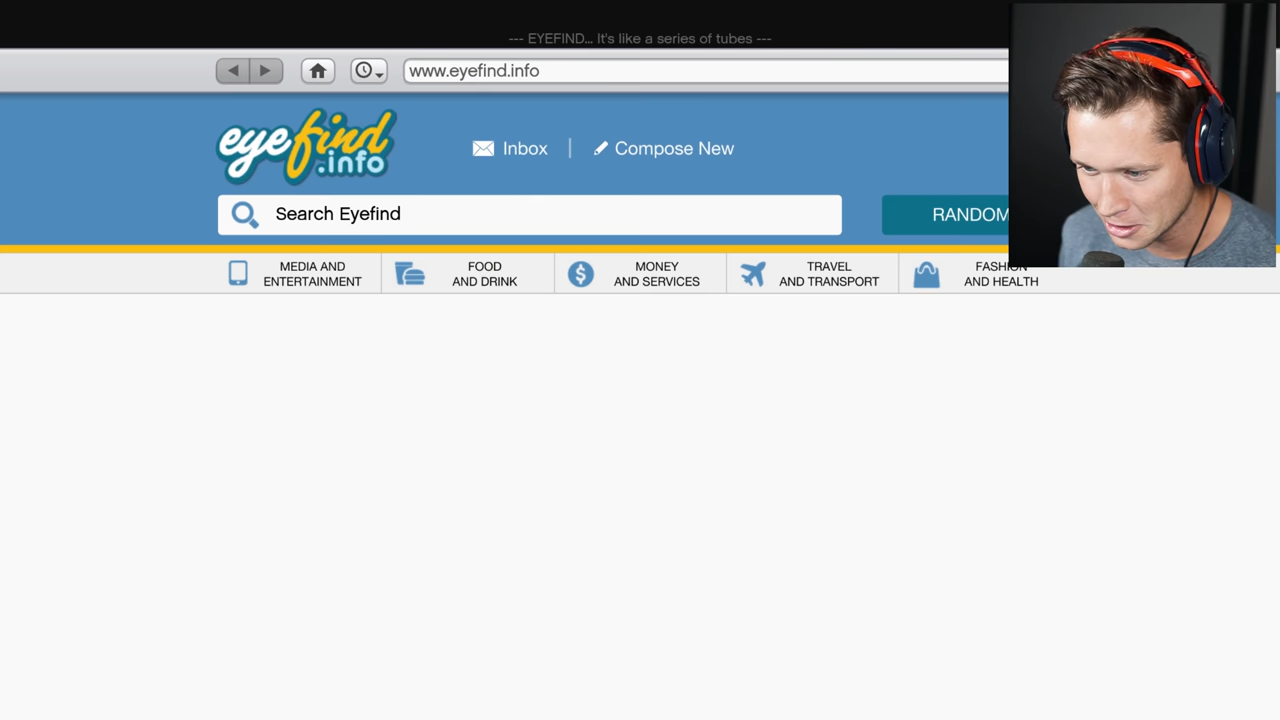 --- EYEFIND... It's like a series of tubes ---
www.eyefind.info
eyefind
.info
Inbox | Compose New
Search Eyefind
RANDOM
MEDIA AND
ENTERTAINMENT
FOOD
AND DRINK
MONEY
AND SERVICES
TRAVEL
AND TRANSPORT
FASHION
AND HEALTH